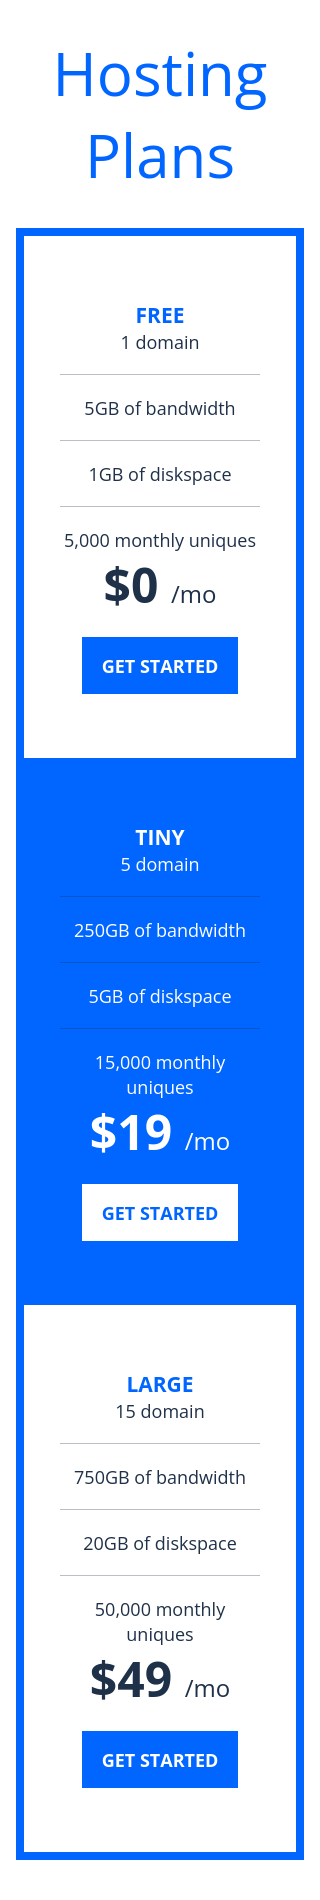 Hosting
Plans
FREE
1 domain
5GB of bandwidth
1GB of diskspace
5,000 monthly uniques
$0 /mo
GET STARTED
TINY
5 domain
250GB of bandwidth
5GB of diskspace
15,000 monthly
uniques
$19 /mo
GET STARTED
LARGE
15 domain
750GB of bandwidth
20GB of diskspace
50,000 monthly
uniques
$49 /mo
GET STARTED